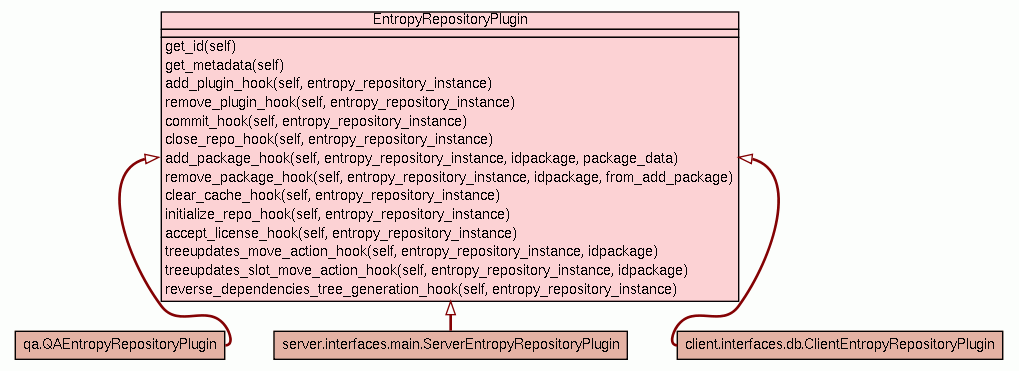 EntropyRepositoryPlugin
get_id(self)
get_metadata(self)
add_plugin_hook(self, entropy_repository_instance)
remove_plugin_hook(self, entropy_repository_instance)
commit_hook(self, entropy_repository_instance)
close_repo_hook(self, entropy_repository_instance)
add_package_hook(self, entropy_repository_instance, idpackage, package_data)
remove_package_hook(self, entropy_repository_instance, idpackage, from_add_package)
clear_cache_hook(self, entropy_repository_instance)
initialize_repo_hook(self, entropy_repository_instance)
accept_license_hook(self, entropy_repository_instance)
treeupdates_move_action_hook(self, entropy_repository_instance, idpackage)
treeupdates_slot_move_action_hook(self, entropy_repository_instance, idpackage)
reverse_dependencies_tree_generation_hook(self, entropy_repository_instance)
qa.QAEntropyRepositoryPlugin
server.interfaces.main.ServerEntropyRepositoryPlugin
client.interfaces.db.ClientEntropyRepositoryPlugin